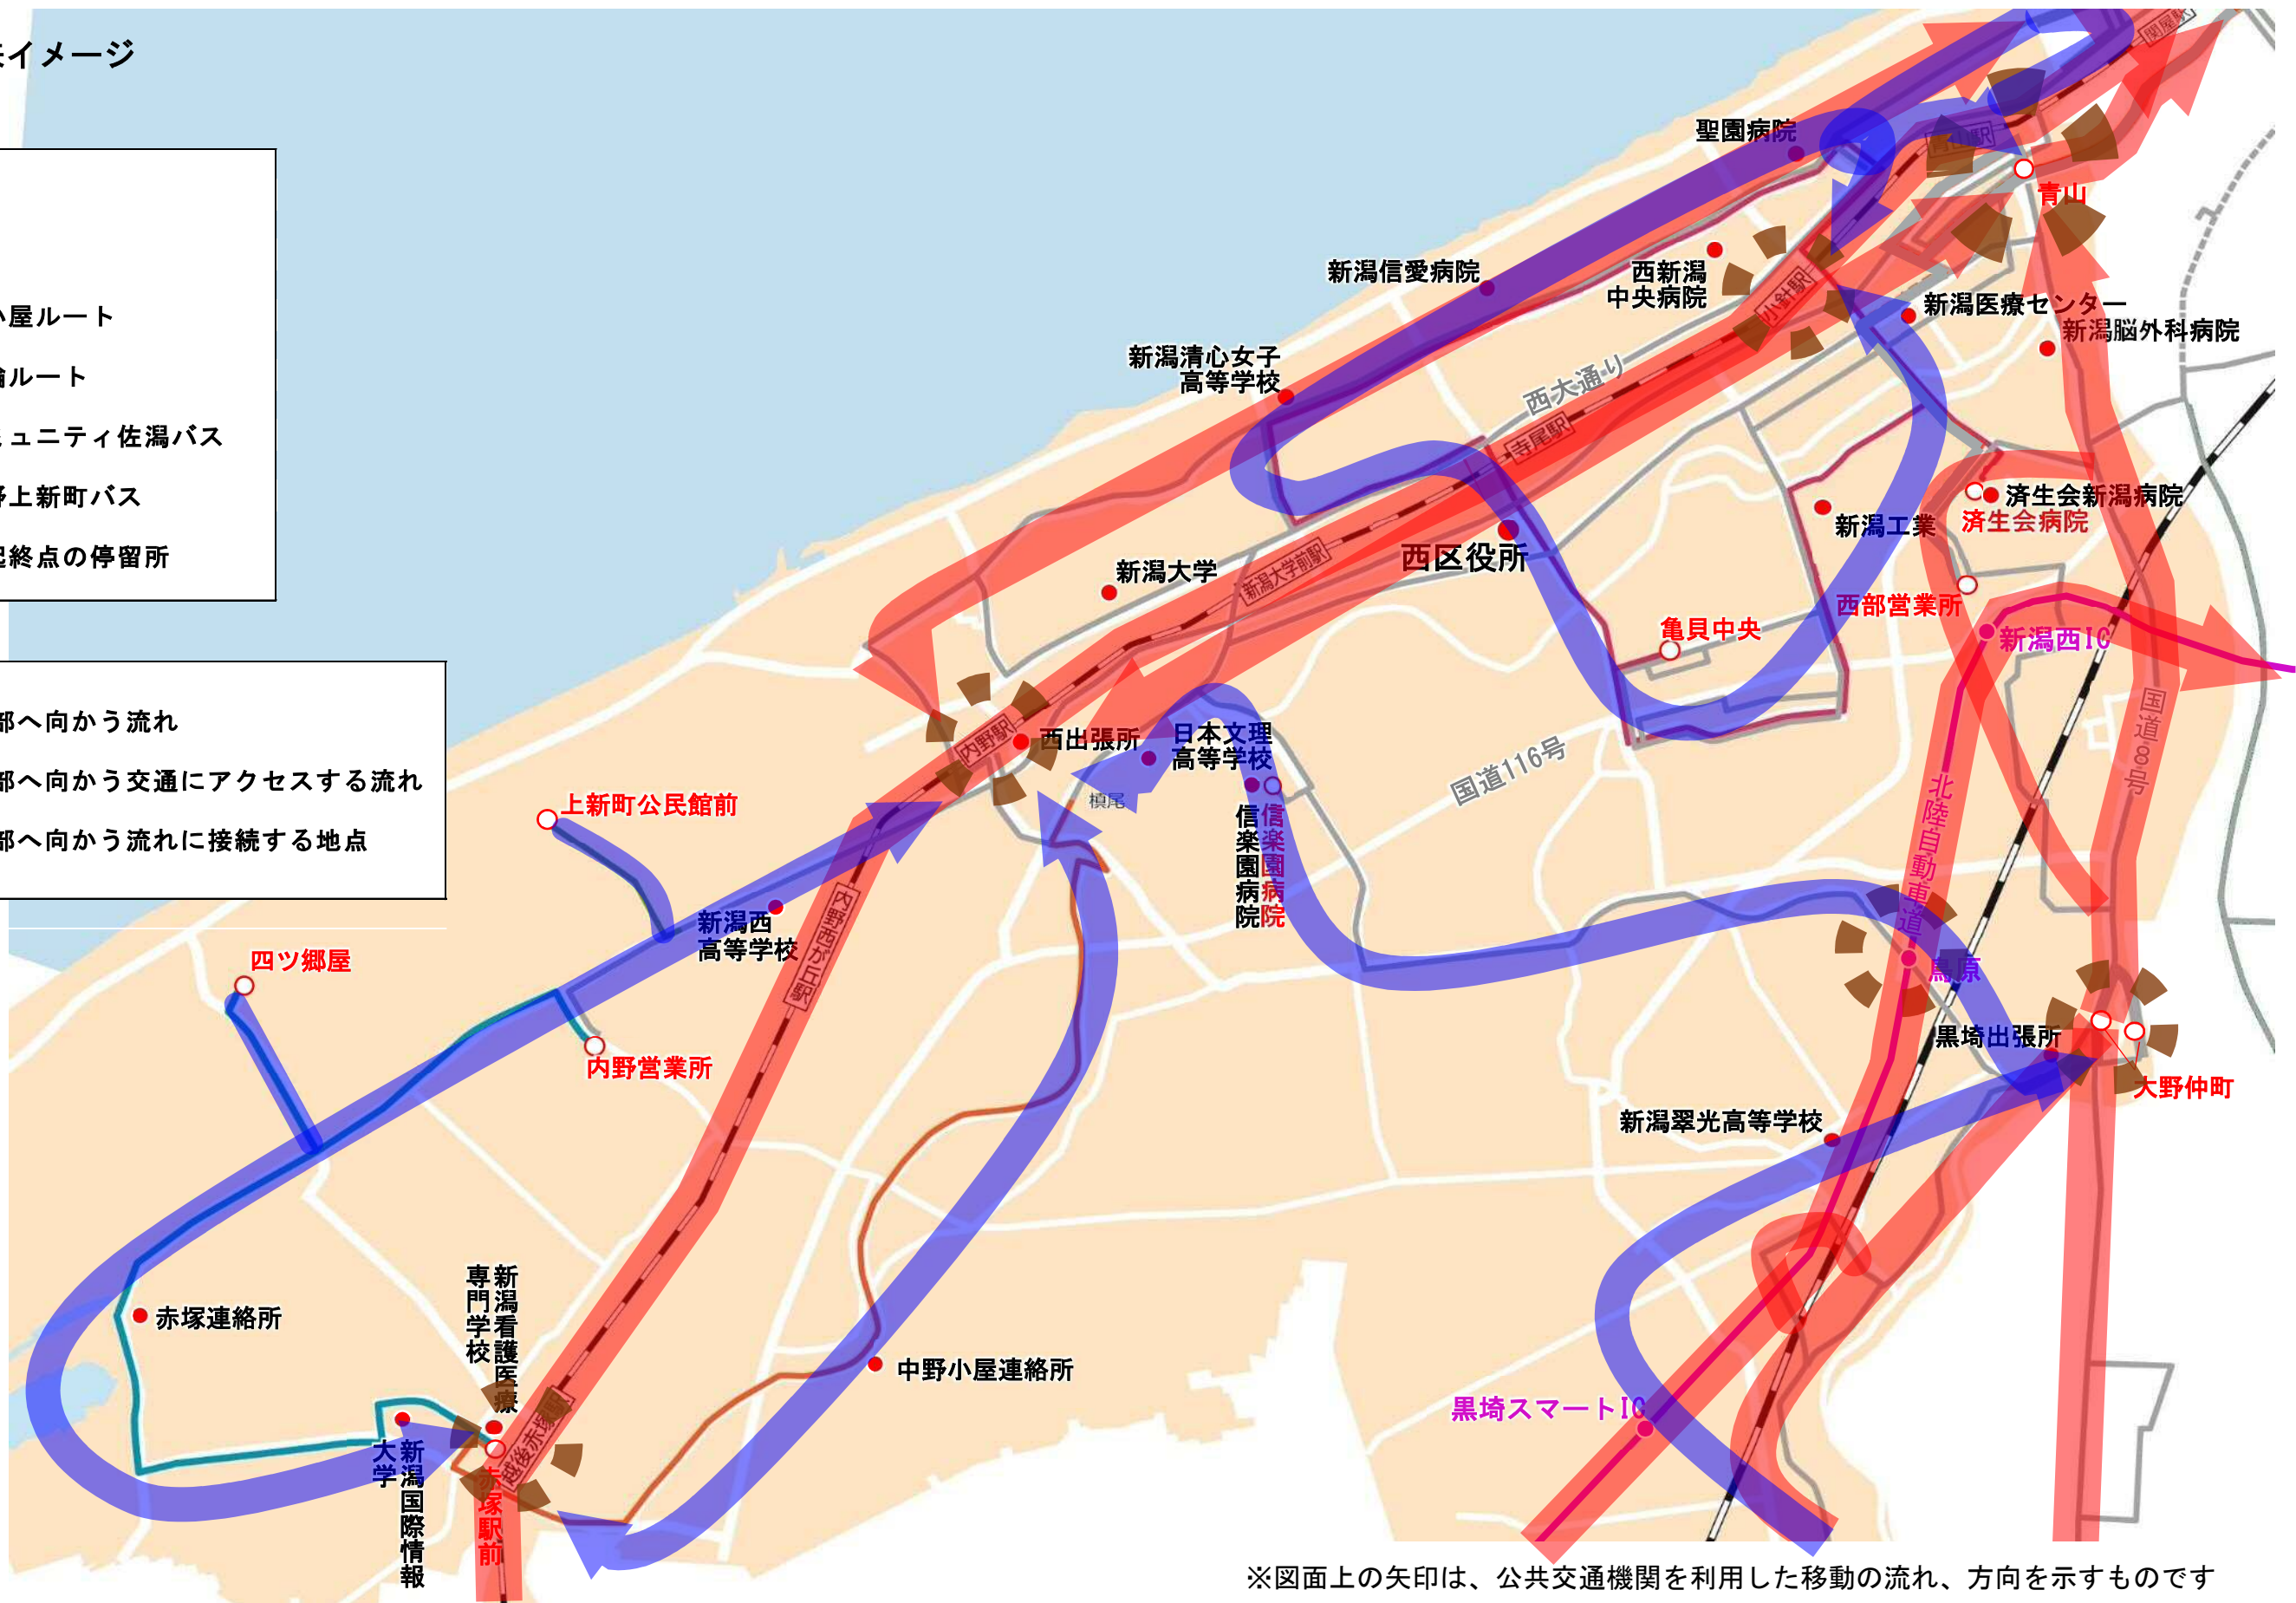 イメージ
小屋ルート
ルート
ミュニティ佐潟バス
野上新町バス
起終点の停留所
部へ向かう流れ
部へ向かう交通にアクセスする流れ
部へ向かう流れに接続する地点
関屋駅
聖園病院
青山駅
青山
新潟信愛病院
西新潟
中央病院
小針駅
新潟医療センター
新潟脳外科病院
新潟清心女子
高等学校
西大通り
寺尾駅
済生会新潟病院
済生会病院
新潟工業
西区役所
新潟大学前駅
新潟大学
西部営業所
亀貝中央
新潟西IC
国道8号
内野駅
西出張所
日本文理
高等学校
槙尾
国道116号
北陸自動車道
信楽園病院
信楽園病院
上新町公民館前
新潟西
高等学校
内野西が丘駅
四ツ郷屋
内野営業所
鳥原
黒埼出張所
大野仲町
新潟翠光高等学校
新潟看護医療
専門学校
赤塚連絡所
中野小屋連絡所
越後赤塚駅
黒埼スマートIC
新潟国際情報
大学
赤塚駅前
※図面上の矢印は、公共交通機関を利用した移動の流れ、方向を示すものです